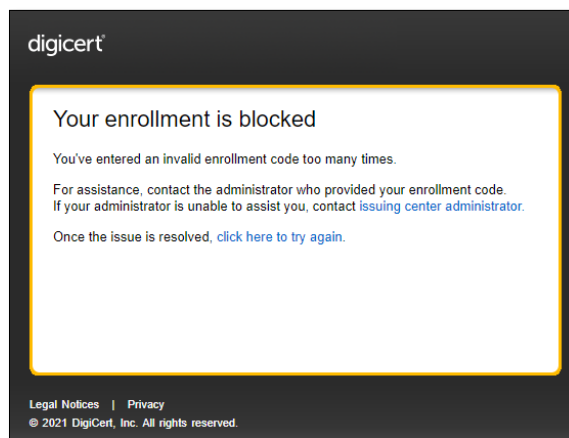 digicert®
Your enrollment is blocked
You've entered an invalid enrollment code too many times.
For assistance, contact the administrator who provided your enrollment code.
If your administrator is unable to assist you, contact issuing center administrator.
Once the issue is resolved, click here to try again.
Legal Notices | Privacy
© 2021 DigiCert, Inc. All rights reserved.